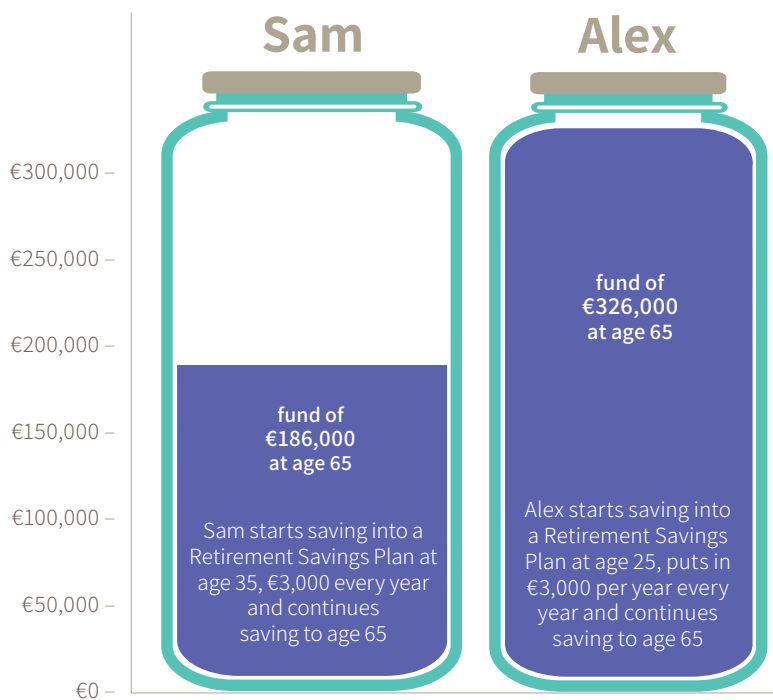 Sam
Alex
€300,000
€250,000
€200,000
€150,000
€100,000
€50,000
€0
fund of
€186,000
at age 65
Sam starts saving into a
Retirement Savings Plan at
age 35, €3,000 every year
and continues
saving to age 65
fund of
€326,000
at age 65
Alex starts saving into
a Retirement Savings
Plan at age 25, puts in
€3,000 per year every
year and continues
saving to age 65